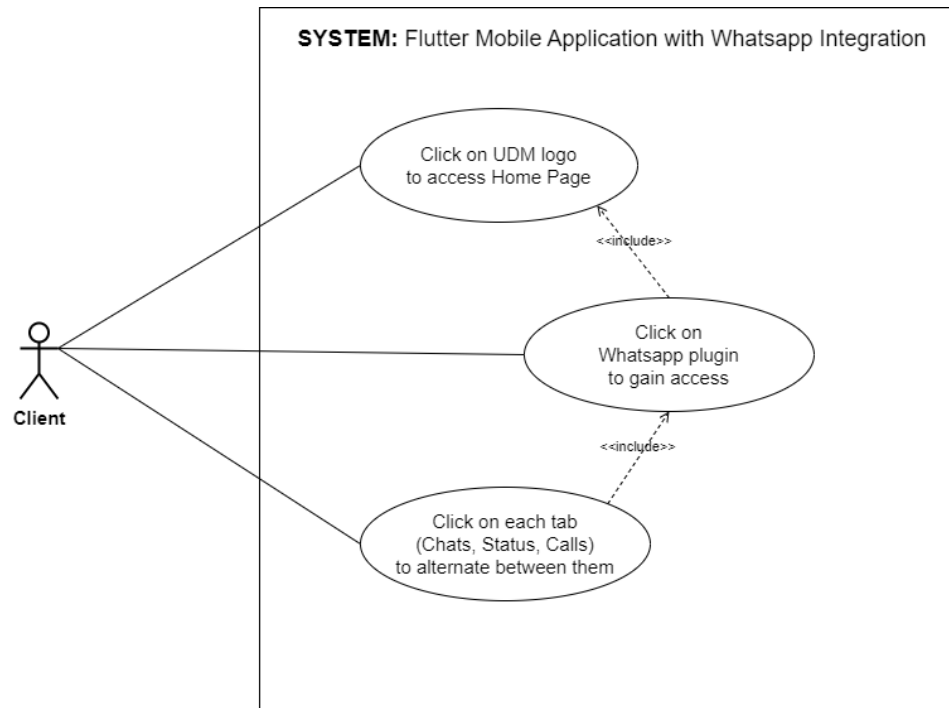 SYSTEM: Flutter Mobile Application with Whatsapp Integration
Click on UDM logo
to access Home Page
<<include>>
Click on
Whatsapp plugin
to gain access
Client
<<include>>
Click on each tab
(Chats, Status, Calls)
to alternate between them